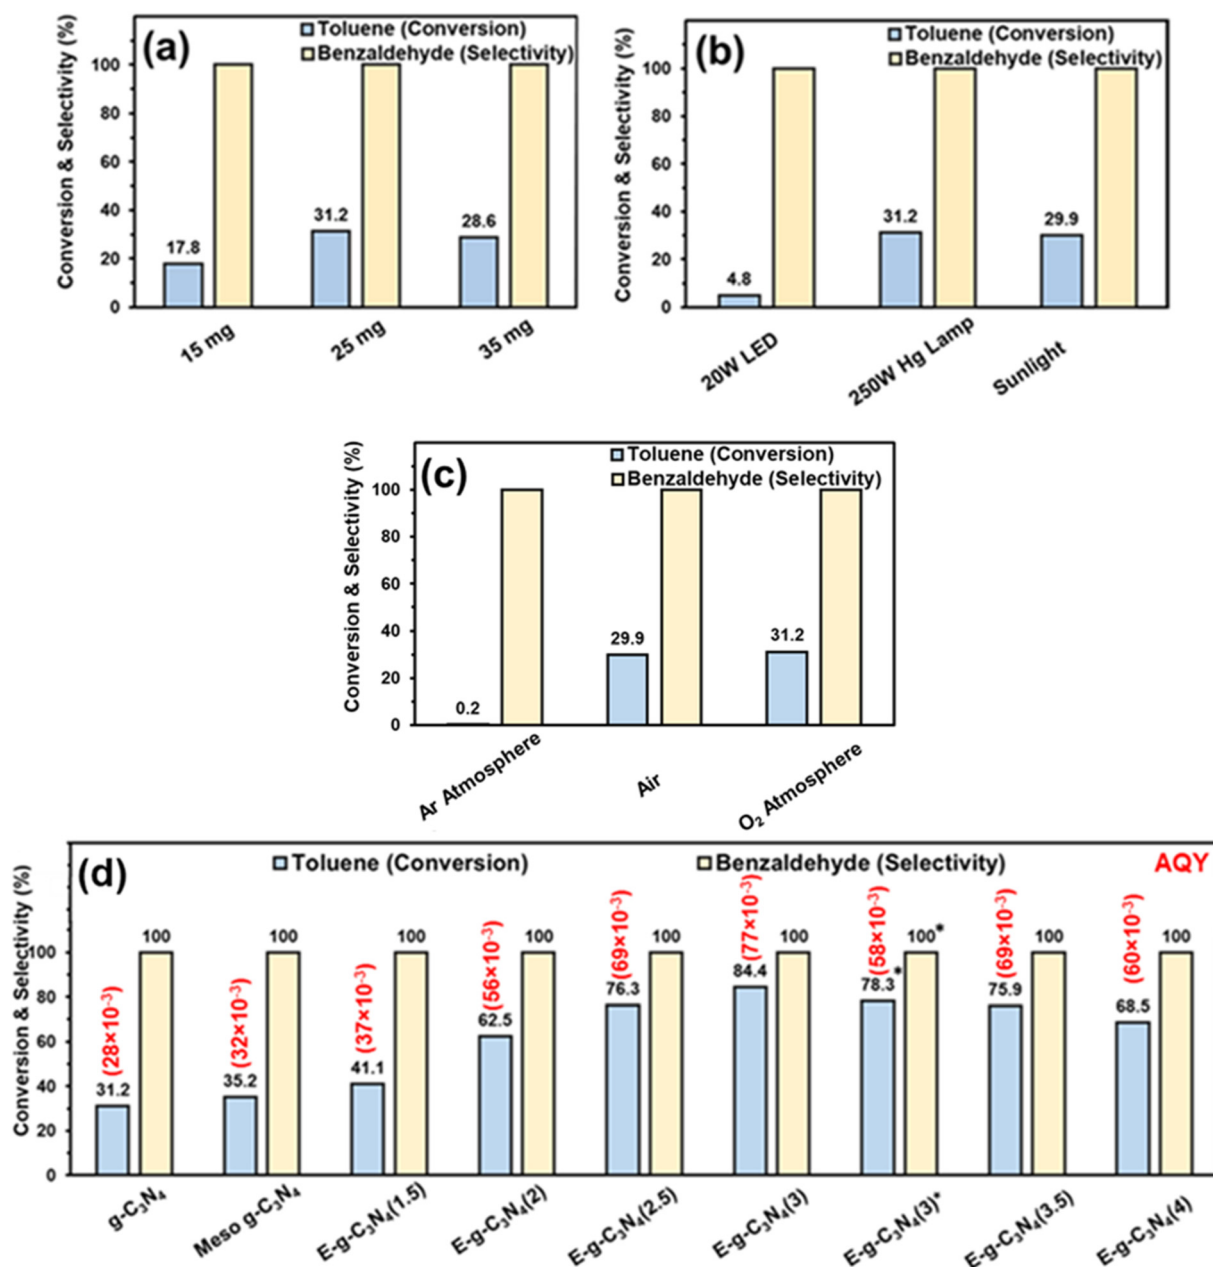 (a)
Toluene (Conversion)
Benzaldehyde (Selectivity)
Conversion & Selectivity (%)
100
80
60
40
20
0
17.8
31.2
28.6
15 mg
25 mg
35 mg
(b)
Toluene (Conversion)
Benzaldehyde (Selectivity)
Conversion & Selectivity (%)
100
80
60
40
20
0
4.8
31.2
29.9
20W LED
250W Hg Lamp
Sunlight
(c)
Toluene (Conversion)
Benzaldehyde (Selectivity)
Conversion & Selectivity (%)
100
80
60
40
20
0
0.2
29.9
31.2
Ar Atmosphere
Air
O₂ Atmosphere
(d)
Toluene (Conversion)
Benzaldehyde (Selectivity)
AQY
Conversion & Selectivity (%)
100
80
60
40
20
0
(28×10⁻³)
31.2
100
(32×10⁻³)
35.2
100
(37×10⁻³)
41.1
100
(56×10⁻³)
62.5
100
(69×10⁻³)
76.3
100
(77×10⁻³)
84.4
100
(58×10⁻³)
78.3*
100*
(69×10⁻³)
75.9
100
(60×10⁻³)
68.5
100
g-C₃N₄
Meso g-C₃N₄
E-g-C₃N₄(1.5)
E-g-C₃N₄(2)
E-g-C₃N₄(2.5)
E-g-C₃N₄(3)
E-g-C₃N₄(3)*
E-g-C₃N₄(3.5)
E-g-C₃N₄(4)